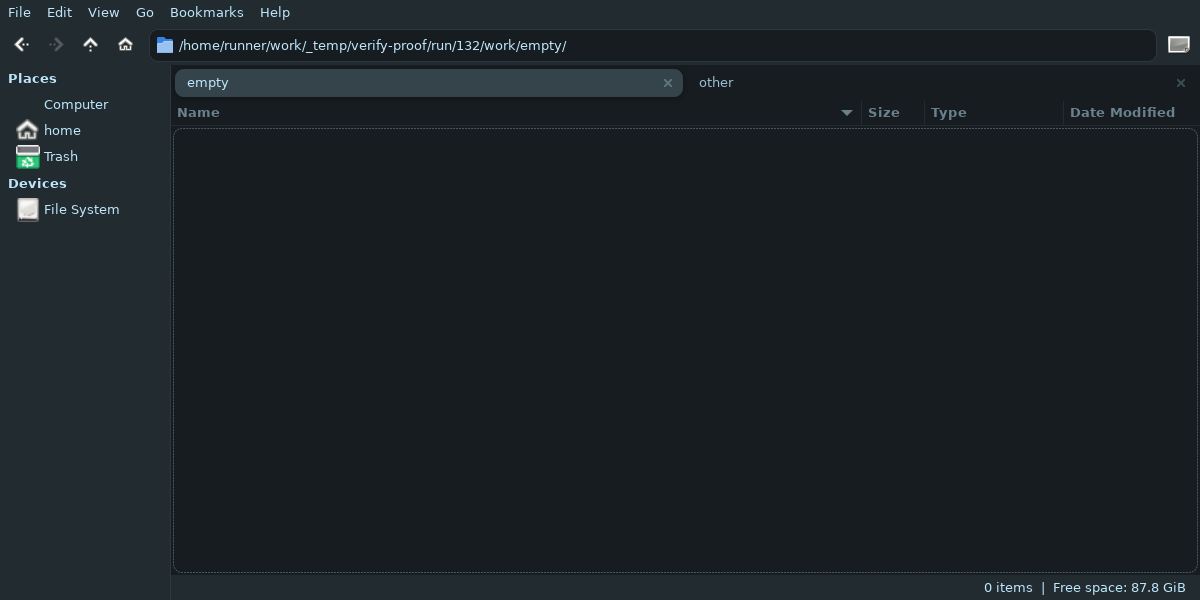 File Edit View Go Bookmarks Help
/home/runner/work/_temp/verify-proof/run/132/work/empty/
Places
Computer
home
Trash
Devices
File System
empty other
Name Size Type Date Modified
0 items | Free space: 87.8 GiB